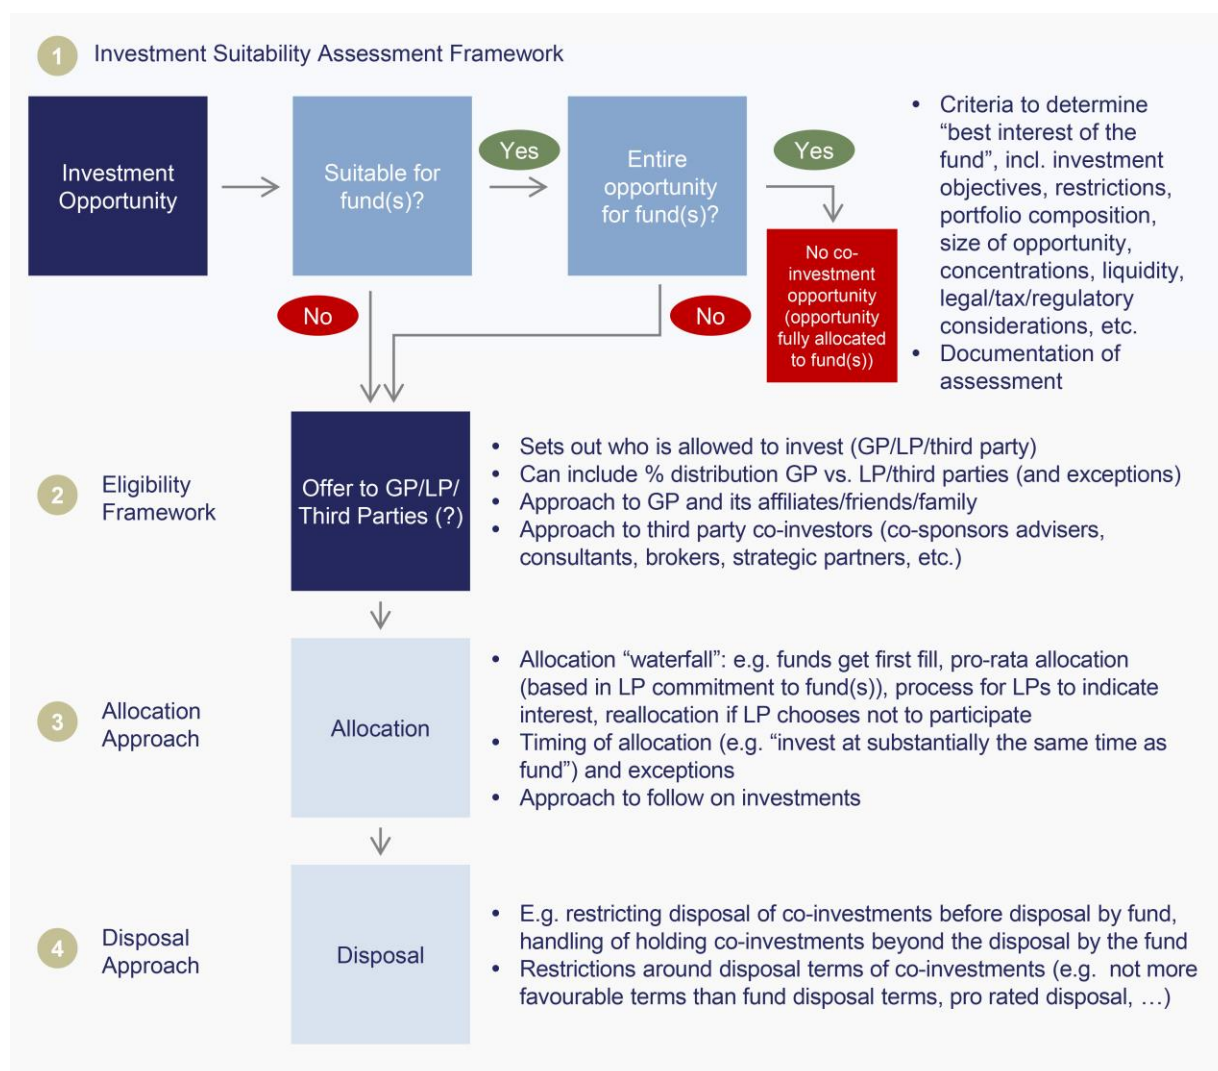 1
Investment Suitability Assessment Framework
Investment
Opportunity
Suitable for
fund(s)?
Yes
Entire
opportunity
for fund(s)?
Yes
No co-
investment
opportunity
(opportunity
fully allocated
to fund(s))
No
No
• Criteria to determine
“best interest of the
fund”, incl. investment
objectives, restrictions,
portfolio composition,
size of opportunity,
concentrations, liquidity,
legal/tax/regulatory
considerations, etc.
• Documentation of
assessment
2
Eligibility
Framework
Offer to GP/LP/
Third Parties (?)
• Sets out who is allowed to invest (GP/LP/third party)
• Can include % distribution GP vs. LP/third parties (and exceptions)
• Approach to GP and its affiliates/friends/family
• Approach to third party co-investors (co-sponsors advisers,
consultants, brokers, strategic partners, etc.)
3
Allocation
Approach
Allocation
• Allocation “waterfall”: e.g. funds get first fill, pro-rata allocation
(based in LP commitment to fund(s)), process for LPs to indicate
interest, reallocation if LP chooses not to participate
• Timing of allocation (e.g. “invest at substantially the same time as
fund”) and exceptions
• Approach to follow on investments
4
Disposal
Approach
Disposal
• E.g. restricting disposal of co-investments before disposal by fund,
handling of holding co-investments beyond the disposal by the fund
• Restrictions around disposal terms of co-investments (e.g. not more
favourable terms than fund disposal terms, pro rated disposal, …)